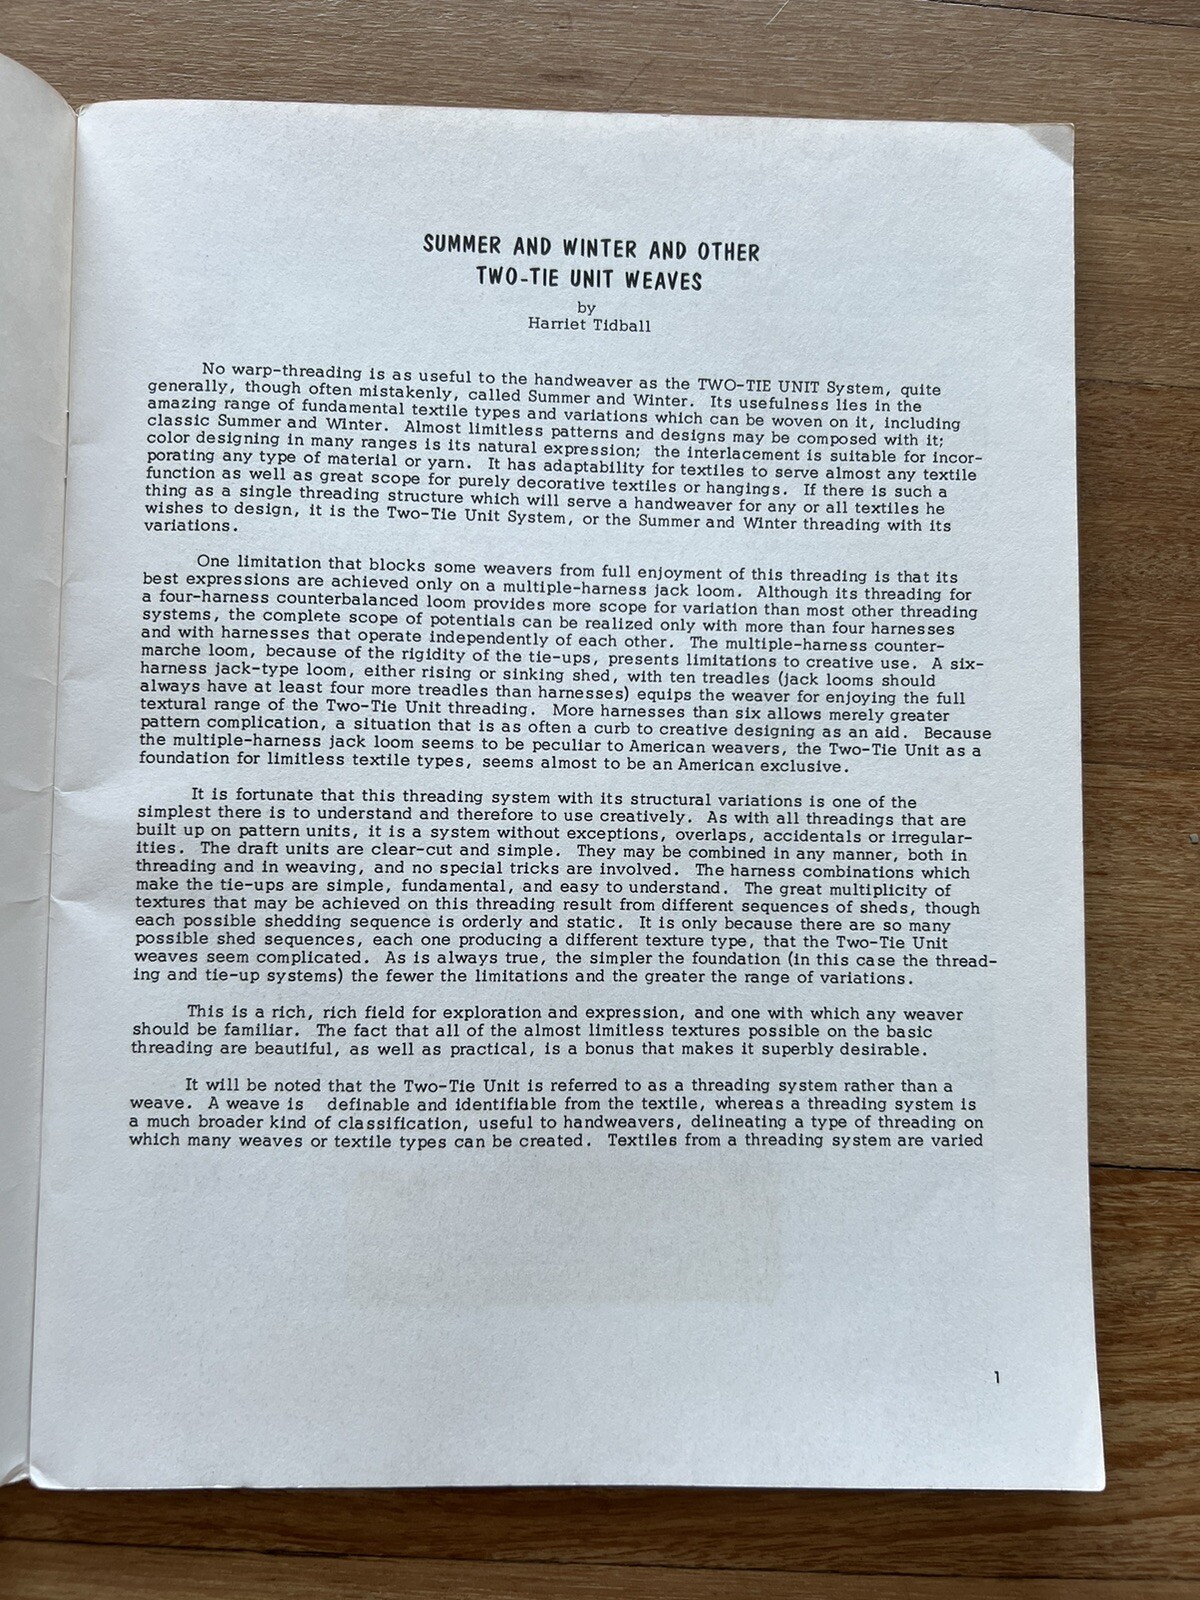 SUMMER AND WINTER AND OTHER
TWO-TIE UNIT WEAVES
by
Harriet Tidball
No warp-threading is as useful to the handweaver as the TWO-TIE UNIT System, quite
generally, though often mistakenly, called Summer and Winter. Its usefulness lies in the
amazing range of fundamental textile types and variations which can be woven on it, including
classic Summer and Winter. Almost limitless patterns and designs may be composed with it;
color designing in many ranges is its natural expression; the interlacement is suitable for incor-
porating any type of material or yarn. It has adaptability for textiles to serve almost any textile
function as well as great scope for purely decorative textiles or hangings. If there is such a
thing as a single threading structure which will serve a handweaver for any or all textiles he
wishes to design, it is the Two-Tie Unit System, or the Summer and Winter threading with its
variations.
One limitation that blocks some weavers from full enjoyment of this threading is that its
best expressions are achieved only on a multiple-harness jack loom. Although its threading for
a four-harness counterbalanced loom provides more scope for variation than most other threading
systems, the complete scope of potentials can be realized only with more than four harnesses
and with harnesses that operate independently of each other. The multiple-harness counter-
marche loom, because of the rigidity of the tie-ups, presents limitations to creative use. A six-
harness jack-type loom, either rising or sinking shed, with ten treadles (jack looms should
always have at least four more treadles than harnesses) equips the weaver for enjoying the full
textural range of the Two-Tie Unit threading. More harnesses than six allows merely greater
pattern complication, a situation that is as often a curb to creative designing as an aid. Because
the multiple-harness jack loom seems to be peculiar to American weavers, the Two-Tie Unit as a
foundation for limitless textile types, seems almost to be an American exclusive.
It is fortunate that this threading system with its structural variations is one of the
simplest there is to understand and therefore to use creatively. As with all threadings that are
built up on pattern units, it is a system without exceptions, overlaps, accidentals or irregular-
ities. The draft units are clear-cut and simple. They may be combined in any manner, both in
threading and in weaving, and no special tricks are involved. The harness combinations which
make the tie-ups are simple, fundamental, and easy to understand. The great multiplicity of
textures that may be achieved on this threading result from different sequences of sheds, though
each possible shedding sequence is orderly and static. It is only because there are so many
possible shed sequences, each one producing a different texture type, that the Two-Tie Unit
weaves seem complicated. As is always true, the simpler the foundation (in this case the thread-
ing and tie-up systems) the fewer the limitations and the greater the range of variations.
This is a rich, rich field for exploration and expression, and one with which any weaver
should be familiar. The fact that all of the almost limitless textures possible on the basic
threading are beautiful, as well as practical, is a bonus that makes it superbly desirable.
It will be noted that the Two-Tie Unit is referred to as a threading system rather than a
weave. A weave is definable and identifiable from the textile, whereas a threading system is
a much broader kind of classification, useful to handweavers, delineating a type of threading on
which many weaves or textile types can be created. Textiles from a threading system are varied
1